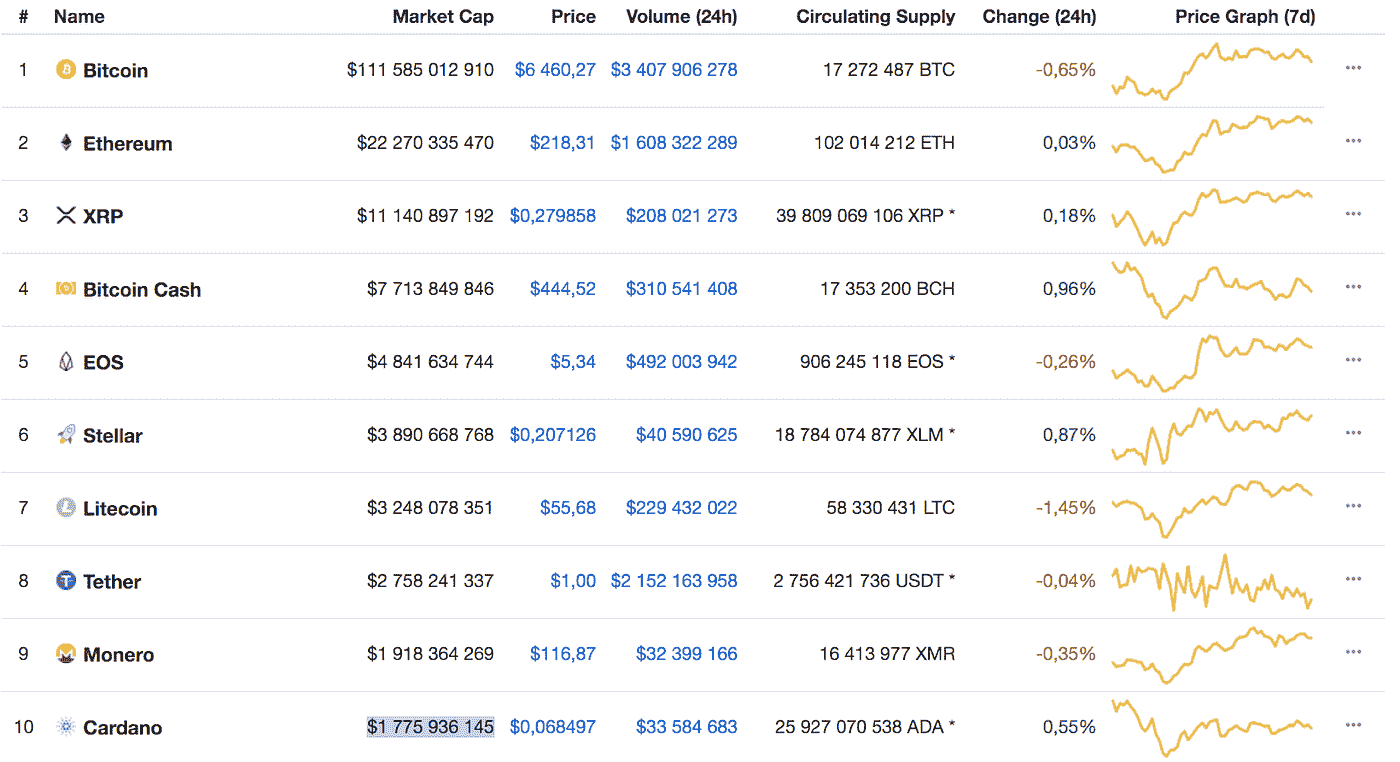 # Name Market Cap Price Volume (24h) Circulating Supply Change (24h) Price Graph (7d)
1 Bitcoin $111 585 012 910 $6 460,27 $3 407 906 278 17 272 487 BTC -0,65%
2 Ethereum $22 270 335 470 $218,31 $1 608 322 289 102 014 212 ETH 0,03%
3 XRP $11 140 897 192 $0,279858 $208 021 273 39 809 069 106 XRP * 0,18%
4 Bitcoin Cash $7 713 849 846 $444,52 $310 541 408 17 353 200 BCH 0,96%
5 EOS $4 841 634 744 $5,34 $492 003 942 906 245 118 EOS * -0,26%
6 Stellar $3 890 668 768 $0,207126 $40 590 625 18 784 074 877 XLM * 0,87%
7 Litecoin $3 248 078 351 $55,68 $229 432 022 58 330 431 LTC -1,45%
8 Tether $2 758 241 337 $1,00 $2 152 163 958 2 756 421 736 USDT * -0,04%
9 Monero $1 918 364 269 $116,87 $32 399 166 16 413 977 XMR -0,35%
10 Cardano $1 775 936 145 $0,068497 $33 584 683 25 927 070 538 ADA * 0,55%